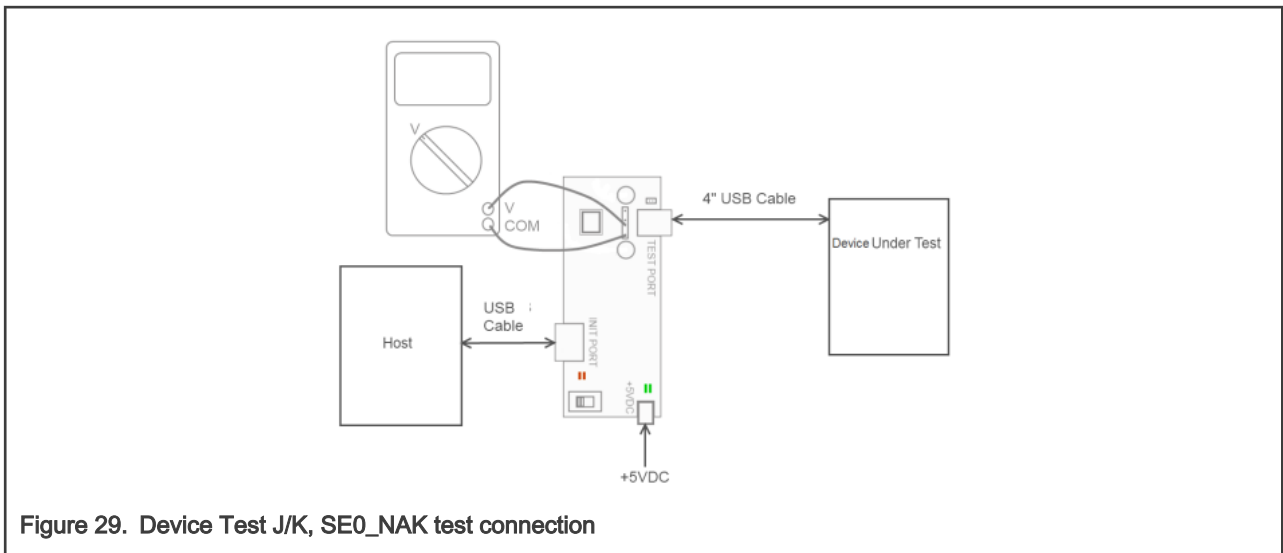 V
V
COM
4" USB Cable
TEST PORT
Device Under Test
USB
Cable
Host
INIT PORT
+5VDC
+5VDC
Figure 29. Device Test J/K, SE0_NAK test connection